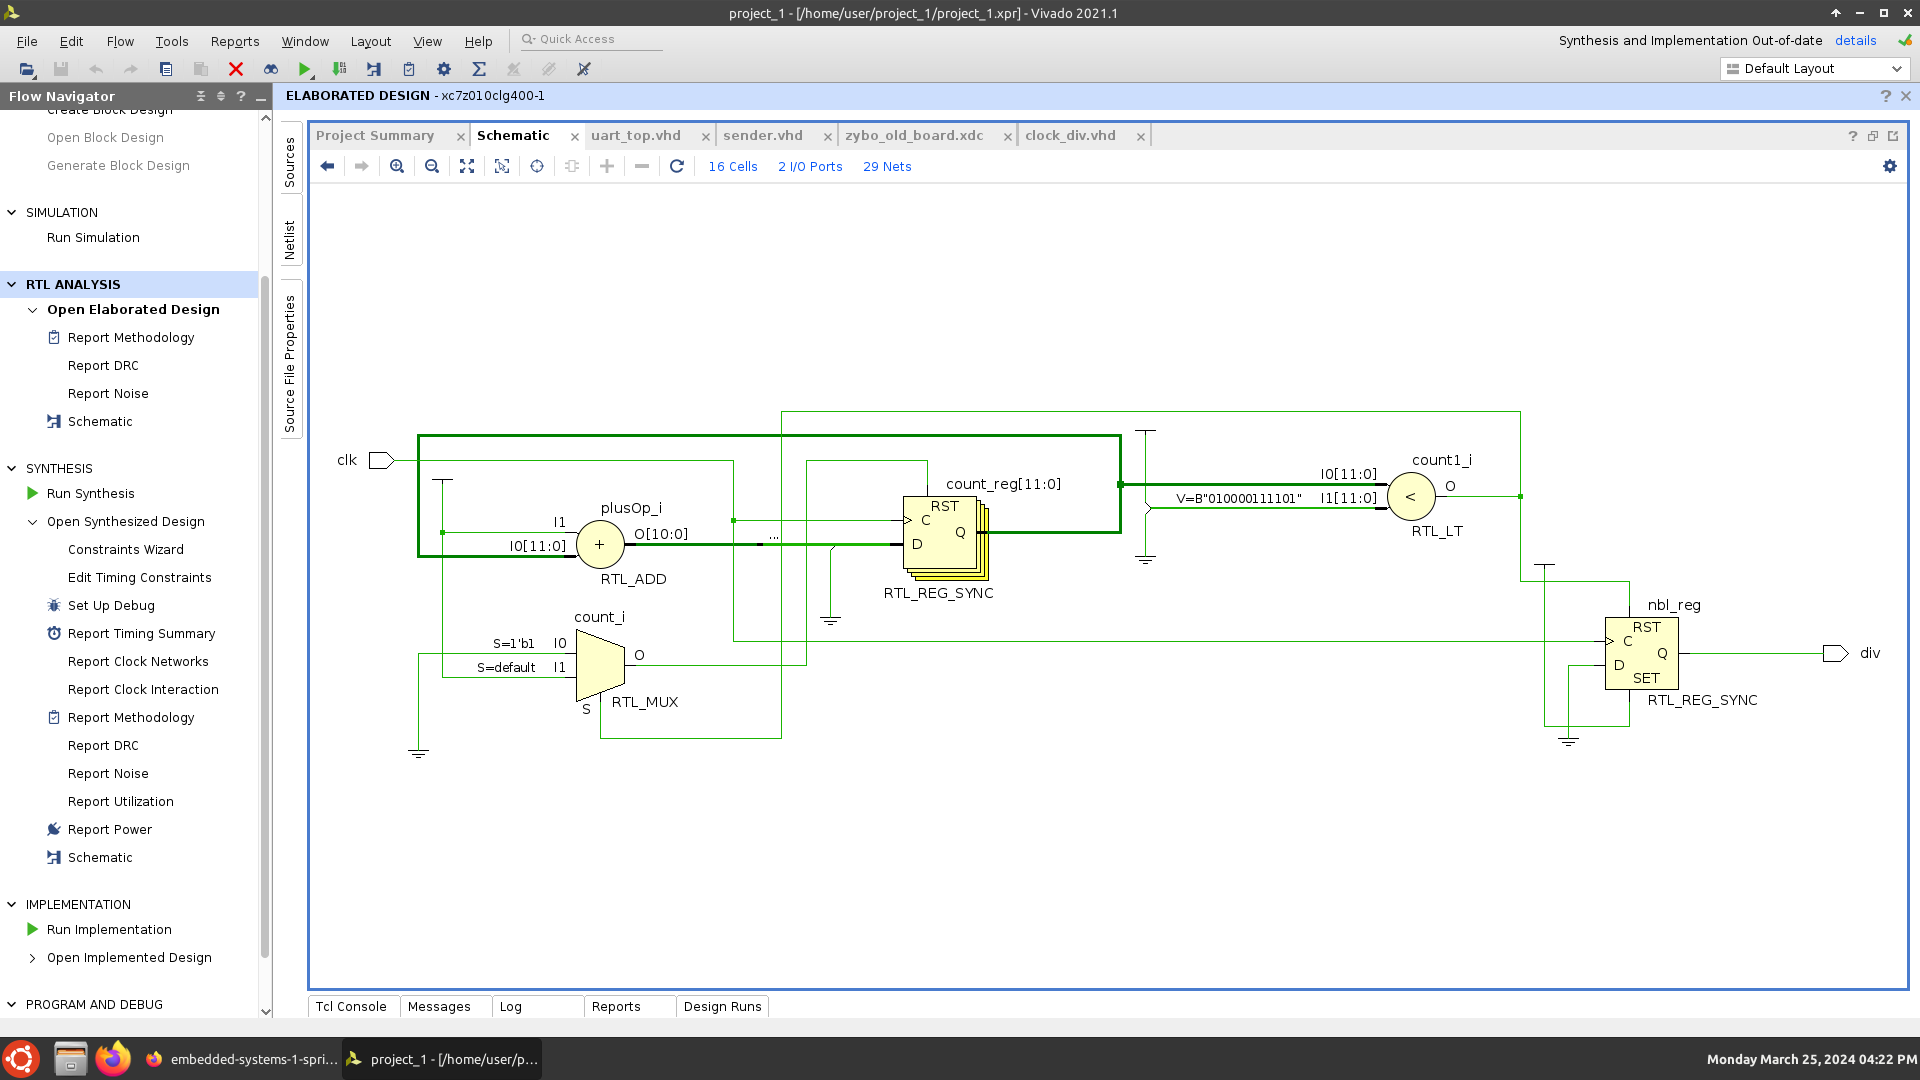 project_1 - [/home/user/project_1/project_1.xpr] - Vivado 2021.1
File Edit Flow Tools Reports Window Layout View Help Quick Access
Synthesis and Implementation Out-of-date details
Default Layout
Flow Navigator
ELABORATED DESIGN - xc7z010clg400-1
Create Block Design
Open Block Design
Generate Block Design
SIMULATION
Run Simulation
RTL ANALYSIS
Open Elaborated Design
Report Methodology
Report DRC
Report Noise
Schematic
SYNTHESIS
Run Synthesis
Open Synthesized Design
Constraints Wizard
Edit Timing Constraints
Set Up Debug
Report Timing Summary
Report Clock Networks
Report Clock Interaction
Report Methodology
Report DRC
Report Noise
Report Utilization
Report Power
Schematic
IMPLEMENTATION
Run Implementation
Open Implemented Design
PROGRAM AND DEBUG
Sources
Netlist
Source File Properties
Project Summary Schematic uart_top.vhd sender.vhd zybo_old_board.xdc clock_div.vhd
16 Cells 2 I/O Ports 29 Nets
clk
plusOp_i
I1
I0[11:0]
+
O[10:0]
RTL_ADD
...
count_i
S=1'b1 I0
S=default I1
O
S
RTL_MUX
count_reg[11:0]
RST
C
Q
D
RTL_REG_SYNC
V=B"010000111101"
count1_i
I0[11:0]
I1[11:0]
<
O
RTL_LT
nbl_reg
RST
C
Q
D
SET
RTL_REG_SYNC
div
Tcl Console Messages Log Reports Design Runs
embedded-systems-1-spri...
project_1 - [/home/user/p...
Monday March 25, 2024 04:22 PM